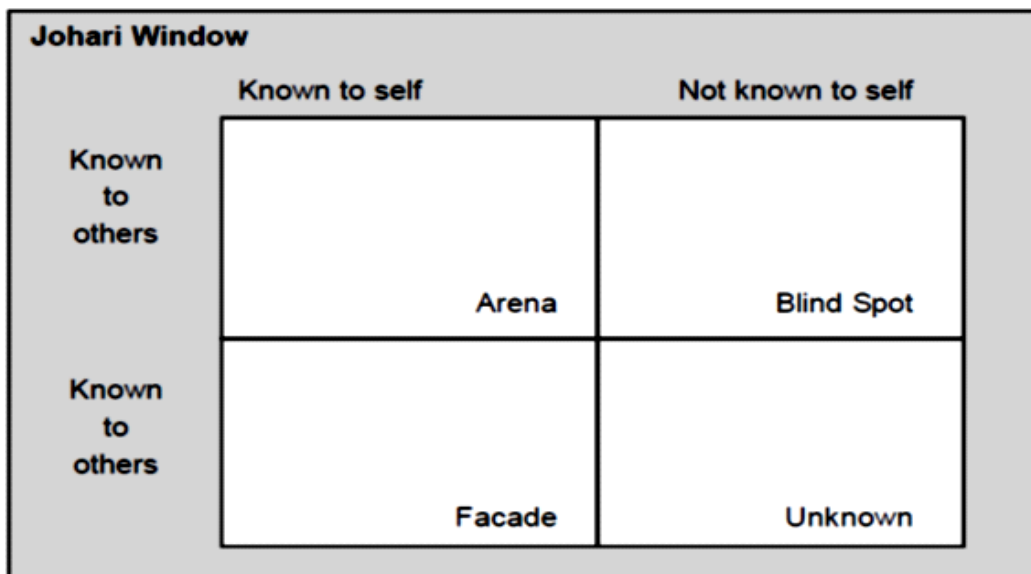 Johari Window
Known to self Not known to self
Known
to
others
Arena Blind Spot
Known
to
others
Facade Unknown